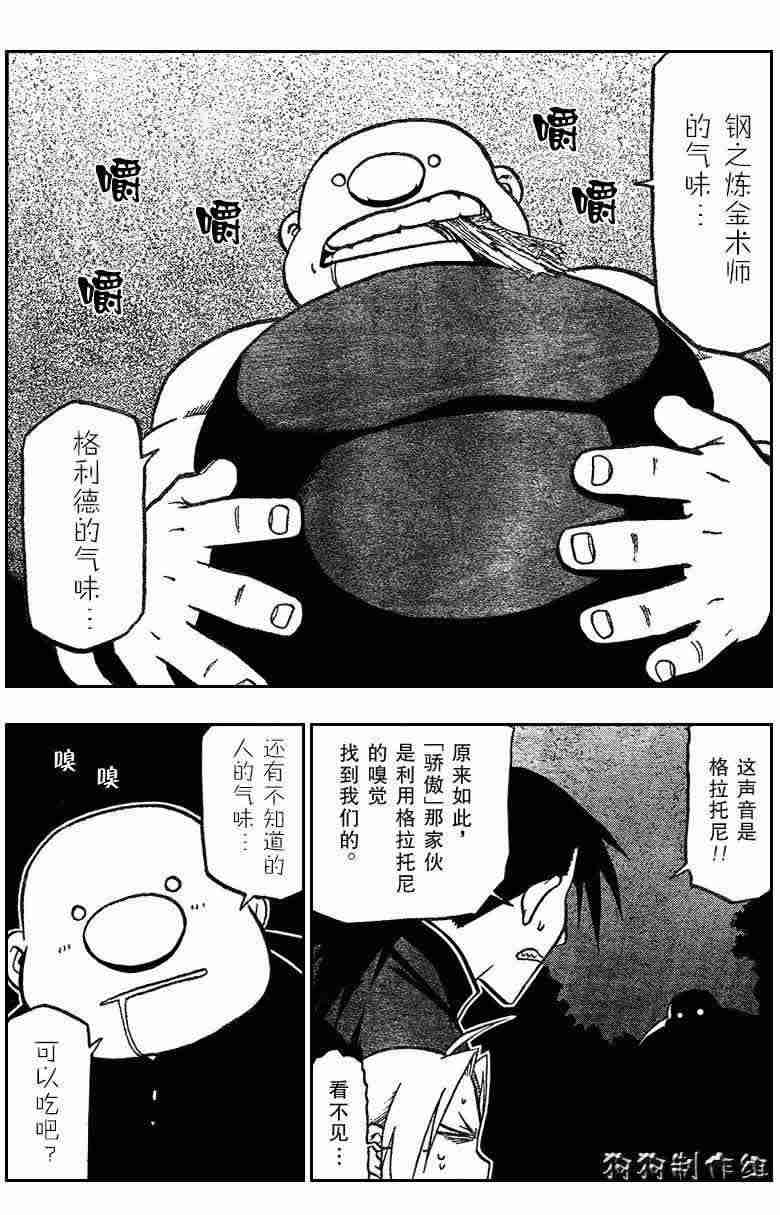 钢之炼金术师
的气味…
嚼
嚼
嚼
嚼
嚼
格利德的气味…
这声音是
格拉托尼!!
原来如此，
「骄傲」那家伙
是利用格拉托尼
的嗅觉
找到我们的。
看不见…
还有不知道的
人的气味…
嗅
嗅
可以吃吧?
狗狗制作组